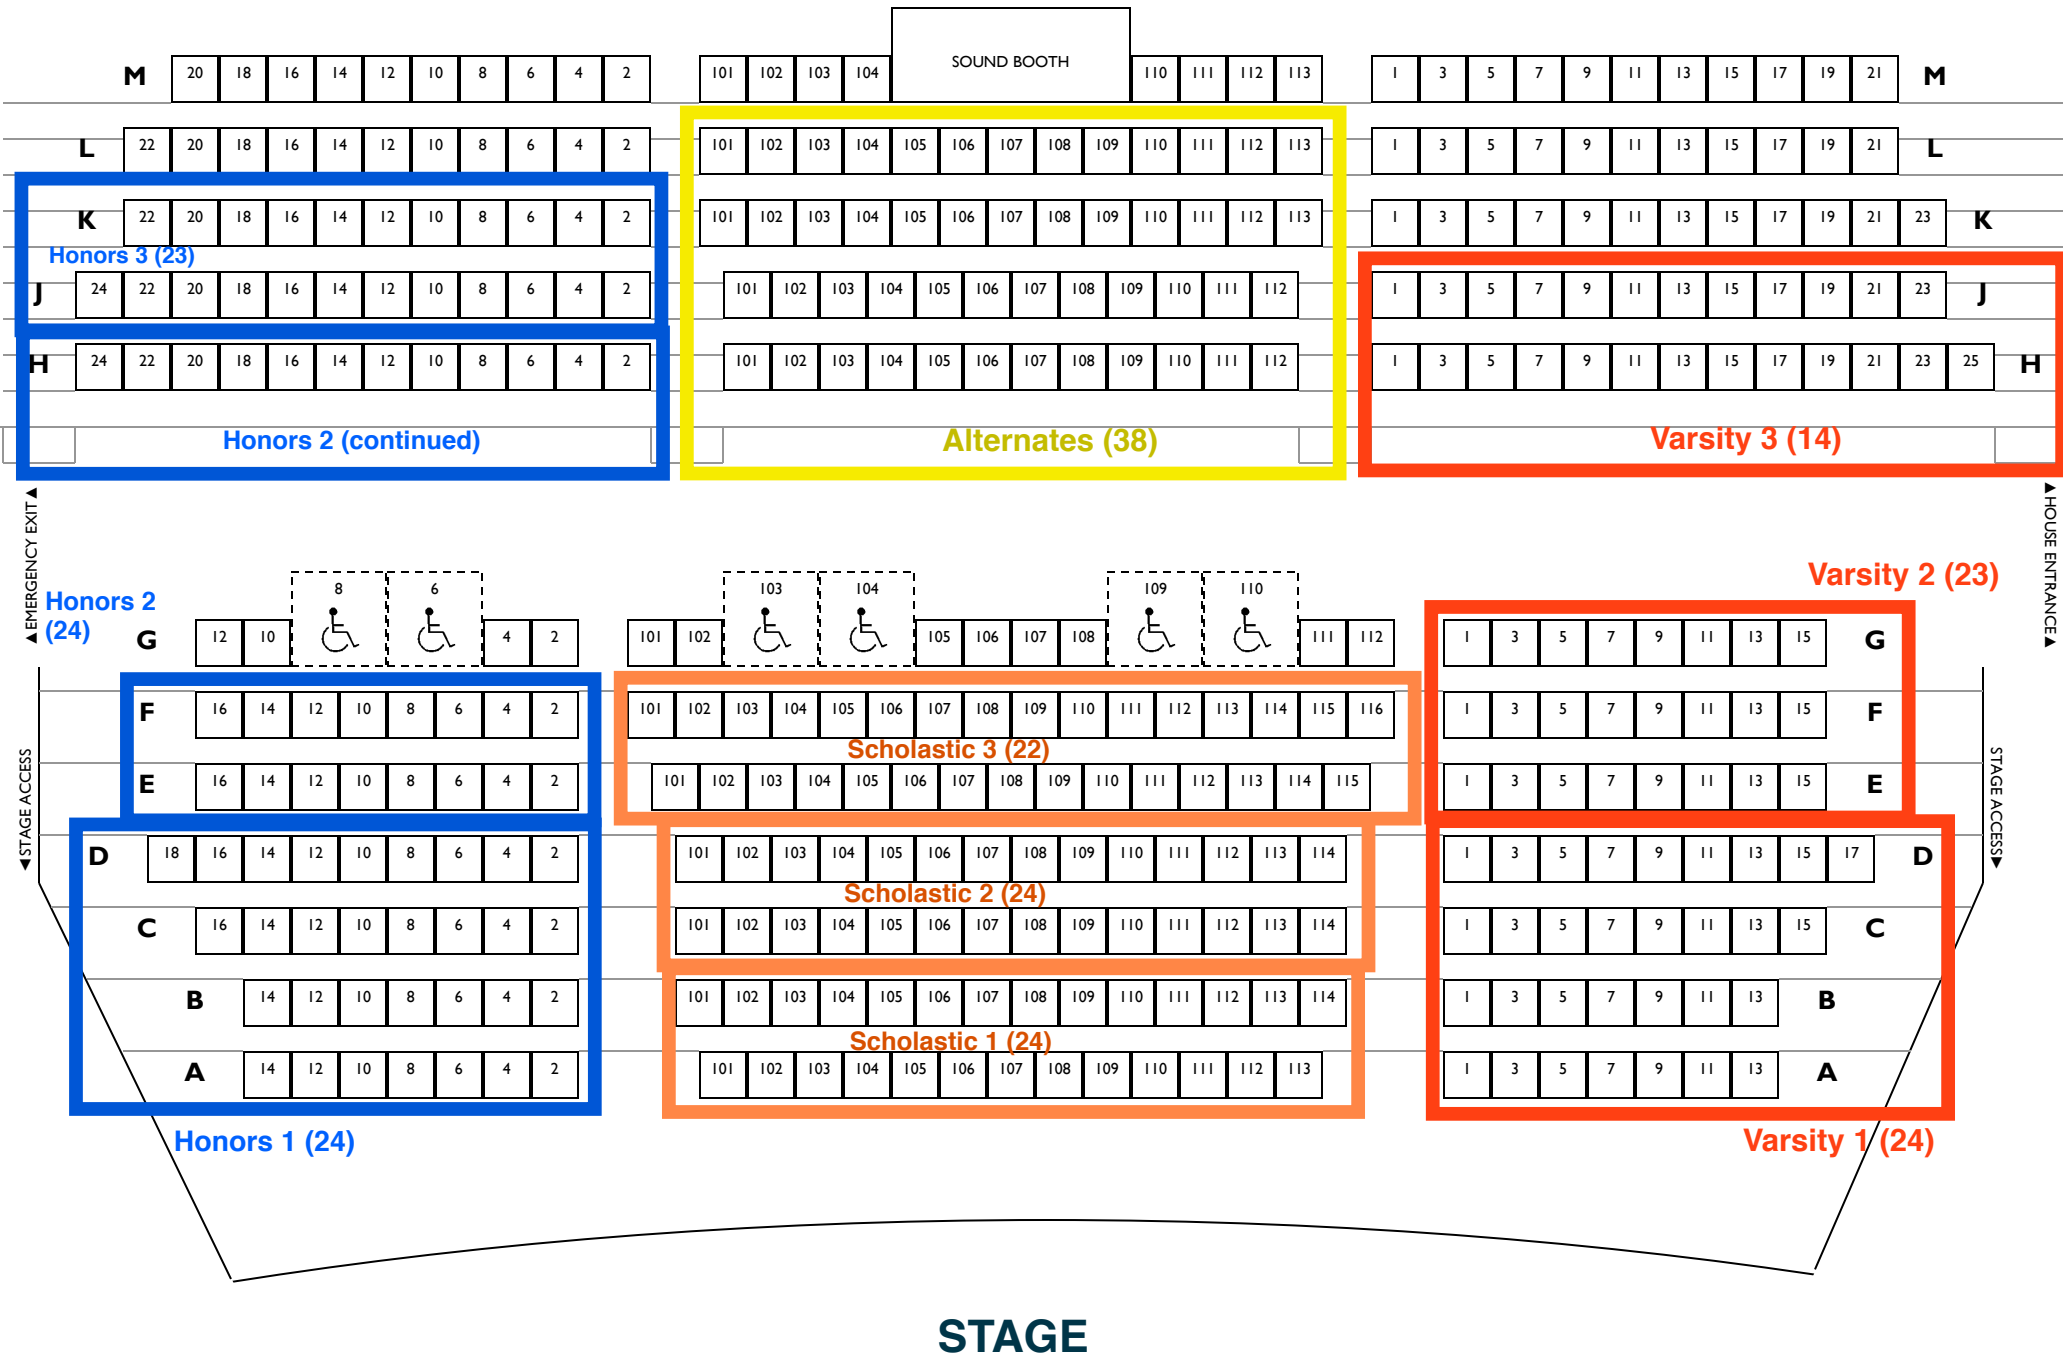 SOUND BOOTH
M 20 18 16 14 12 10 8 6 4 2 101 102 103 104 110 111 112 113 1 3 5 7 9 11 13 15 17 19 21 M
L 22 20 18 16 14 12 10 8 6 4 2 101 102 103 104 105 106 107 108 109 110 111 112 113 1 3 5 7 9 11 13 15 17 19 21 L
K 22 20 18 16 14 12 10 8 6 4 2 101 102 103 104 105 106 107 108 109 110 111 112 113 1 3 5 7 9 11 13 15 17 19 21 23 K
Honors 3 (23)
J 24 22 20 18 16 14 12 10 8 6 4 2 101 102 103 104 105 106 107 108 109 110 111 112 1 3 5 7 9 11 13 15 17 19 21 23 J
H 24 22 20 18 16 14 12 10 8 6 4 2 101 102 103 104 105 106 107 108 109 110 111 112 1 3 5 7 9 11 13 15 17 19 21 23 25 H
Honors 2 (continued) Alternates (38) Varsity 3 (14)
◄EMERGENCY EXIT►
◄HOUSE ENTRANCE►
Varsity 2 (23)
Honors 2
(24)
8 6 103 104 109 110
G 12 10 4 2 101 102 105 106 107 108 111 112 1 3 5 7 9 11 13 15 G
F 16 14 12 10 8 6 4 2 101 102 103 104 105 106 107 108 109 110 111 112 113 114 115 116 1 3 5 7 9 11 13 15 F
Scholastic 3 (22)
E 16 14 12 10 8 6 4 2 101 102 103 104 105 106 107 108 109 110 111 112 113 114 115 1 3 5 7 9 11 13 15 E
◄STAGE ACCESS
STAGE ACCESS►
D 18 16 14 12 10 8 6 4 2 101 102 103 104 105 106 107 108 109 110 111 112 113 114 1 3 5 7 9 11 13 15 17 D
Scholastic 2 (24)
C 16 14 12 10 8 6 4 2 101 102 103 104 105 106 107 108 109 110 111 112 113 114 1 3 5 7 9 11 13 15 C
B 14 12 10 8 6 4 2 101 102 103 104 105 106 107 108 109 110 111 112 113 114 1 3 5 7 9 11 13 B
Scholastic 1 (24)
A 14 12 10 8 6 4 2 101 102 103 104 105 106 107 108 109 110 111 112 113 1 3 5 7 9 11 13 A
Honors 1 (24) Varsity 1 (24)
STAGE